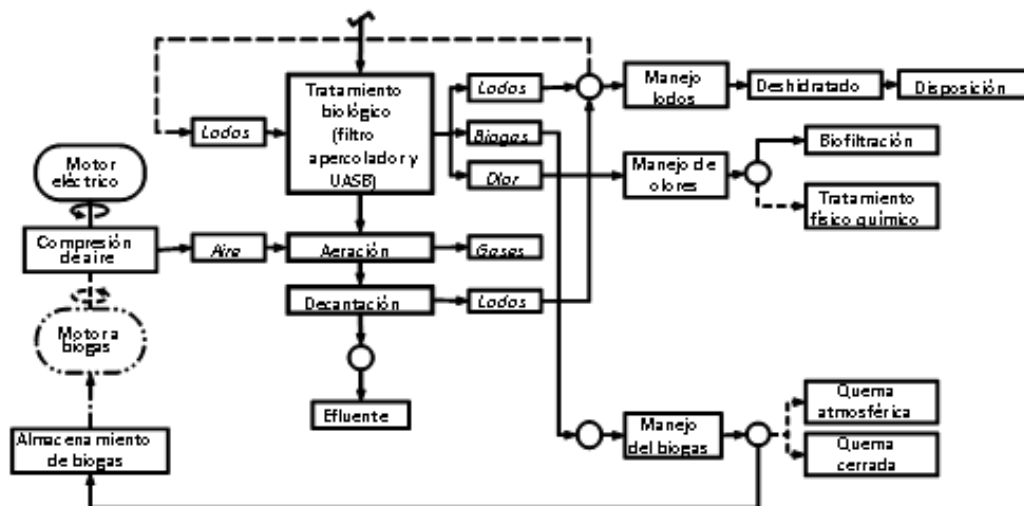 Tratamiento
biológico
(filtro
apercolador y
UASB)
Lodos
Lodos
Biogas
Olor
Manejo
lodos
Deshidratado
Disposición
Manejo de
olores
Biofiltración
Tratamiento
físico químico
Motor
eléctrico
Compresión
de aire
Aire
Aeración
Gases
Decantación
Lodos
Motor a
biogas
Efluente
Almacenamiento
de biogas
Manejo
del biogas
Quema
atmosférica
Quema
cerrada